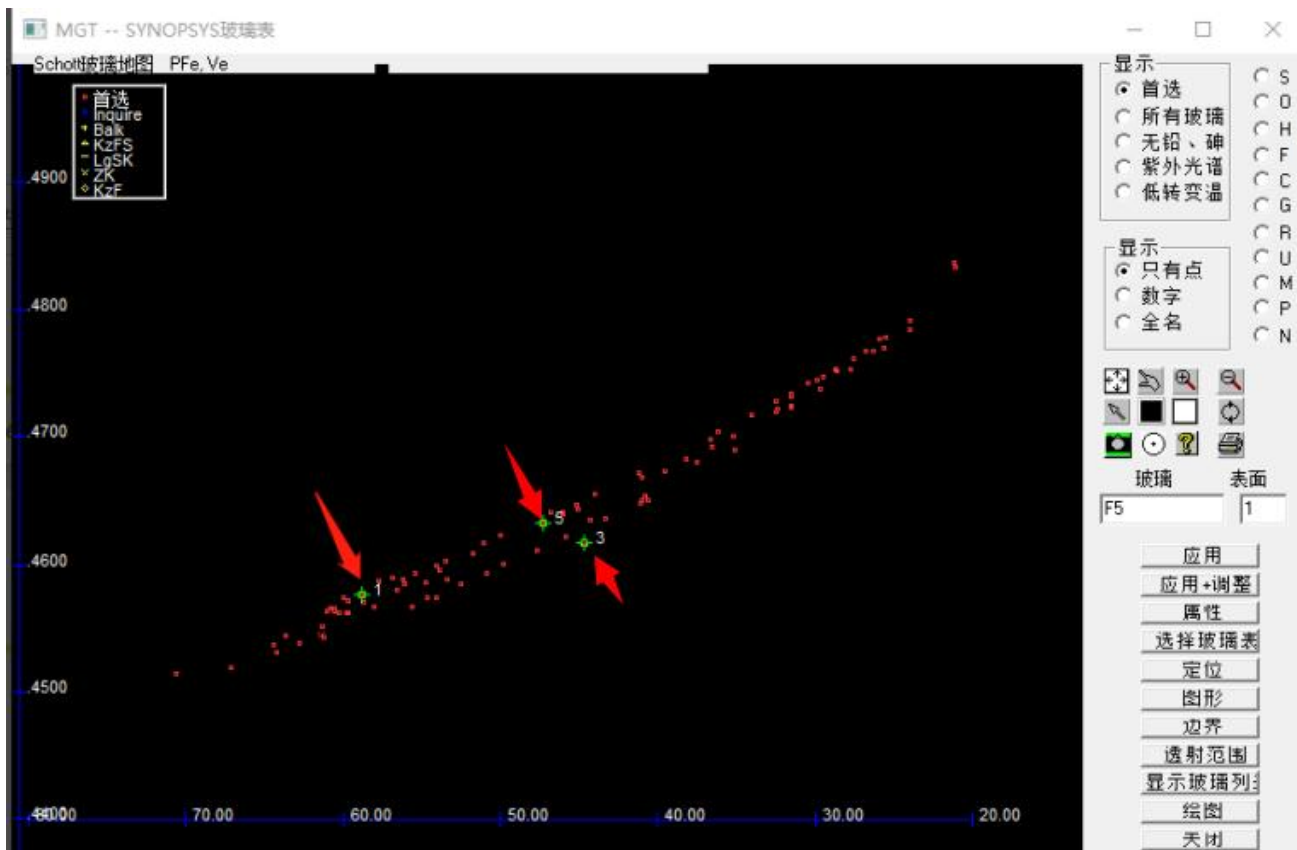 MGT -- SYNOPSYS玻璃表
Schott玻璃地图 PFe, Ve
首选
Inquire
Balk
KzFS
LgSK
ZK
KzF
.4900
.4800
.4700
.4600
.4500
70.00
60.00
50.00
40.00
30.00
20.00
1
5
3
显示
首选
所有玻璃
无铅、砷
紫外光谱
低转变温
S
O
H
F
C
G
R
U
M
P
N
显示
只有点
数字
全名
玻璃
表面
F5
1
应用
应用+调整
属性
选择玻璃表
定位
图形
边界
透射范围
显示玻璃列
绘图
关闭